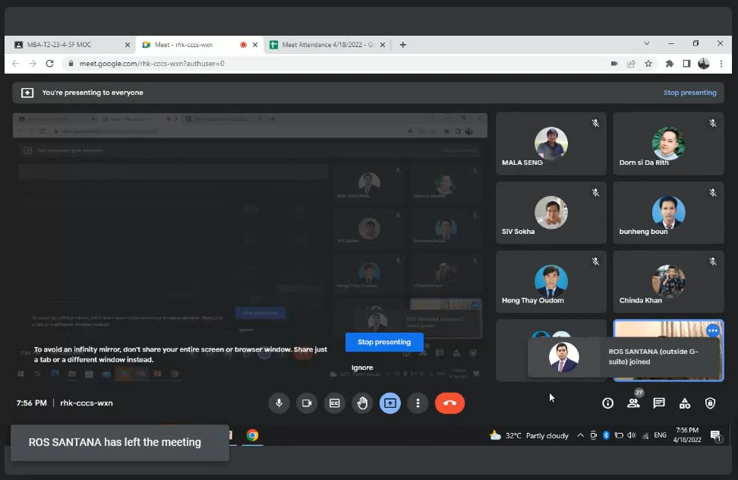 MBA-T2-23-4-SF MOC
Meet - rhk-cccs-wxn
Meet Attendance 4/18/2022 - G
meet.google.com/rhk-cccs-wxn?authuser=0
You're presenting to everyone
Stop presenting
MALA SENG
Dorn si Da Rith
SIV Sokha
bunheng boun
Heng Thay Oudom
Chinda Khan
ROS SANTANA (outside G-
suite) joined
To avoid an infinity mirror, don't share your entire screen or browser window. Share just
a tab or a different window instead.
Stop presenting
Ignore
7:56 PM | rhk-cccs-wxn
27
ROS SANTANA has left the meeting
32°C Partly cloudy
ENG
7:56 PM
4/18/2022